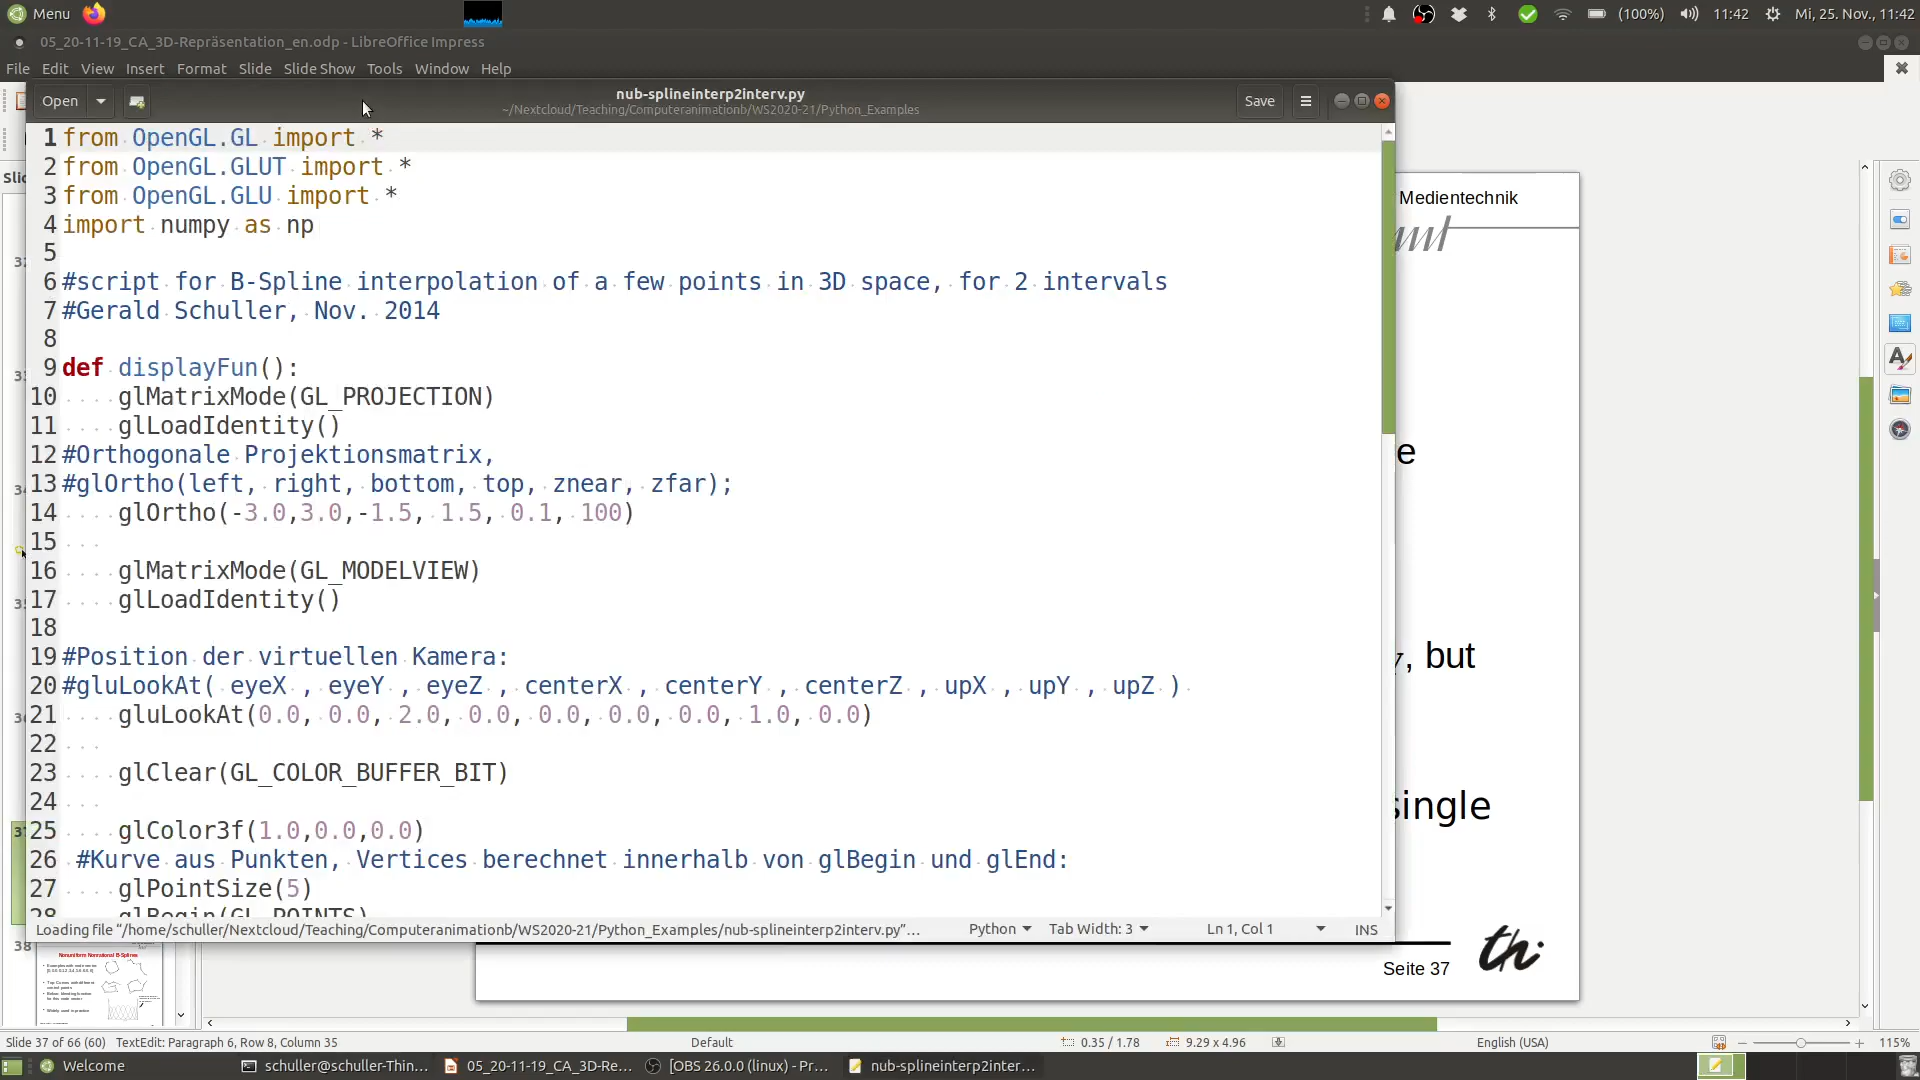 Menu
(100%) 11:42 Mi, 25. Nov., 11:42
05_20-11-19_CA_3D-Repräsentation_en.odp - LibreOffice Impress
File Edit View Insert Format Slide Slide Show Tools Window Help
Open
nub-splineinterp2interv.py
~/Nextcloud/Teaching/Computeranimationb/WS2020-21/Python_Examples
Save
1 from OpenGL.GL import *
2 from OpenGL.GLUT import *
3 from OpenGL.GLU import *
4 import numpy as np
5
6 #script for B-Spline interpolation of a few points in 3D space, for 2 intervals
7 #Gerald Schuller, Nov. 2014
8
9 def displayFun():
10 glMatrixMode(GL_PROJECTION)
11 glLoadIdentity()
12 #Orthogonale Projektionsmatrix,
13 #glOrtho(left, right, bottom, top, znear, zfar);
14 glOrtho(-3.0,3.0,-1.5, 1.5, 0.1, 100)
15
16 glMatrixMode(GL_MODELVIEW)
17 glLoadIdentity()
18
19 #Position der virtuellen Kamera:
20 #gluLookAt( eyeX , eyeY , eyeZ , centerX , centerY , centerZ , upX , upY , upZ )
21 gluLookAt(0.0, 0.0, 2.0, 0.0, 0.0, 0.0, 0.0, 1.0, 0.0)
22
23 glClear(GL_COLOR_BUFFER_BIT)
24
25 glColor3f(1.0,0.0,0.0)
26 #Kurve aus Punkten, Vertices berechnet innerhalb von glBegin und glEnd:
27 glPointSize(5)
28 glBegin(GL_POINTS)
Loading file “/home/schuller/Nextcloud/Teaching/Computeranimationb/WS2020-21/Python_Examples/nub-splineinterp2interv.py”... Python Tab Width: 3 Ln 1, Col 1 INS
Medientechnik
e
, but
single
Seite 37
th:
38
Nonuniform Nonrational B-Splines
Slide 37 of 66 (60) TextEdit: Paragraph 6, Row 8, Column 35 Default 0.35 / 1.78 9.29 x 4.96 English (USA) 115%
Welcome schuller@schuller-Thin... 05_20-11-19_CA_3D-Re... [OBS 26.0.0 (linux) - Pr... nub-splineinterp2inter...